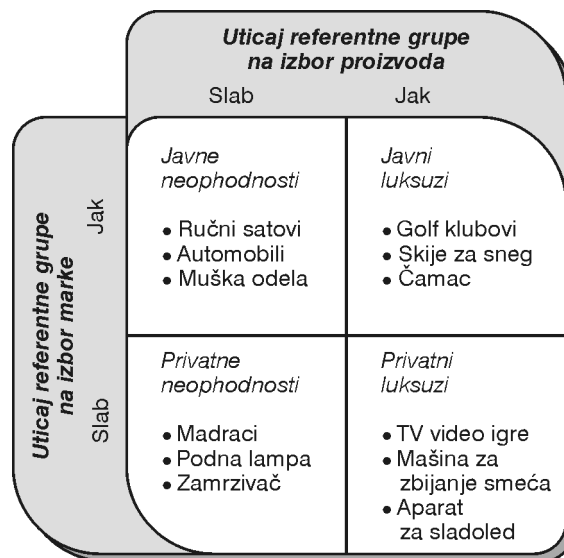 Uticaj referentne grupe
na izbor proizvoda
Slab
Jak
Uticaj referentne grupe
na izbor marke
Jak
Slab
Javne
neophodnosti
• Ručni satovi
• Automobili
• Muška odela
Javni
luksuzi
• Golf klubovi
• Skije za sneg
• Čamac
Privatne
neophodnosti
• Madraci
• Podna lampa
• Zamrzivač
Privatni
luksuzi
• TV video igre
• Mašina za
zbijanje smeća
• Aparat
za sladoled